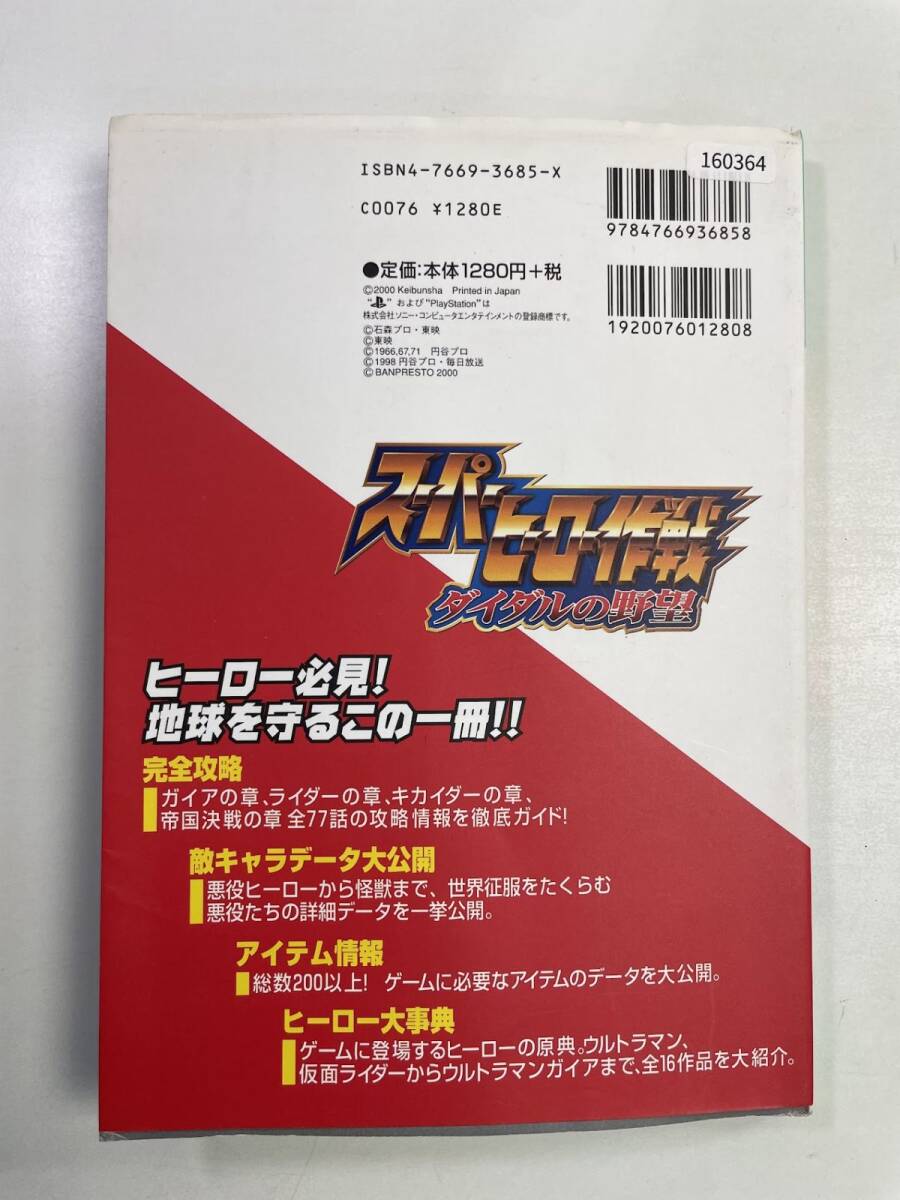 160364
ISBN4-7669-3685-X
C0076 ¥1280E
9784766936858
●定価:本体1280円+税
©2000 Keibunsha Printed in Japan
" " および "PlayStation" は
株式会社ソニー・コンピュータエンタテインメントの登録商標です。
©石森プロ・東映
©東映
©1966,67,71 円谷プロ
©1998 円谷プロ・毎日放送
©BANPRESTO 2000
1920076012808
スーパーヒーロー作戦
ダイダルの野望
ヒーロー必見!
地球を守るこの一冊!!
完全攻略
ガイアの章、ライダーの章、キカイダーの章、
帝国決戦の章 全77話の攻略情報を徹底ガイド!
敵キャラデータ大公開
悪役ヒーローから怪獣まで、世界征服をたくらむ
悪役たちの詳細データを一挙公開。
アイテム情報
総数200以上! ゲームに必要なアイテムのデータを大公開。
ヒーロー大事典
ゲームに登場するヒーローの原典。ウルトラマン、
仮面ライダーからウルトラマンガイアまで、全16作品を大紹介。